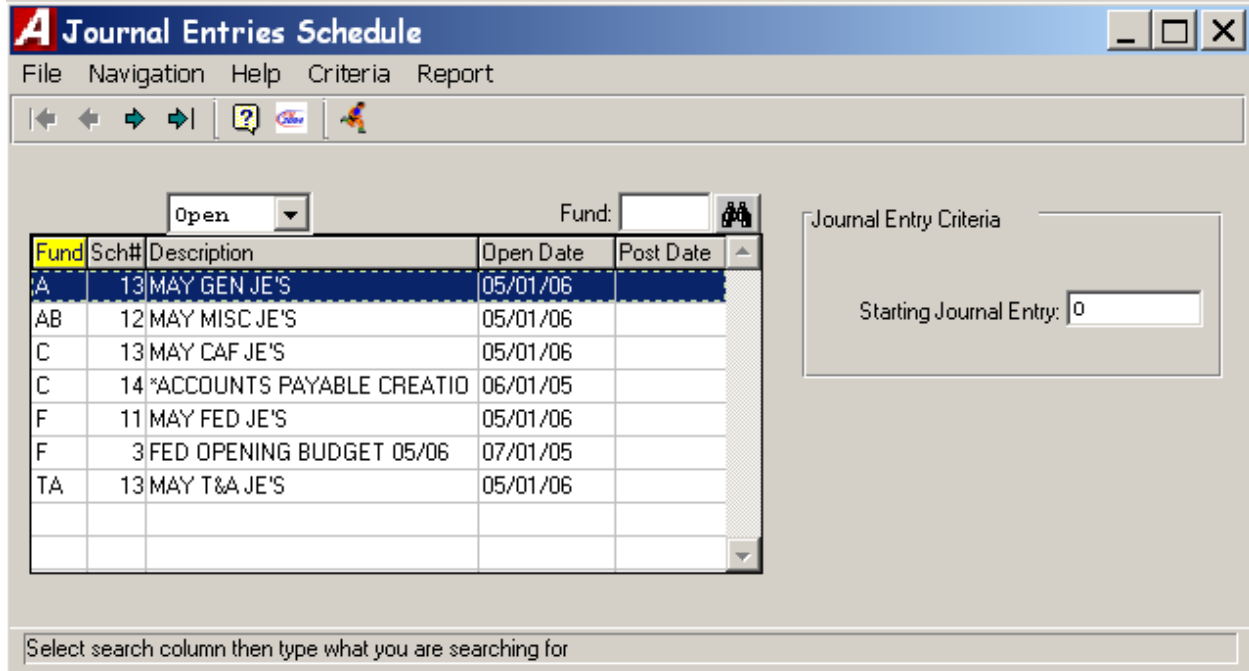 Journal Entries Schedule
File Navigation Help Criteria Report
Open Fund:
Journal Entry Criteria
Fund Sch# Description Open Date Post Date
A 13 MAY GEN JE'S 05/01/06
AB 12 MAY MISC JE'S 05/01/06
Starting Journal Entry: 0
C 13 MAY CAF JE'S 05/01/06
C 14 *ACCOUNTS PAYABLE CREATIO 06/01/05
F 11 MAY FED JE'S 05/01/06
F 3 FED OPENING BUDGET 05/06 07/01/05
TA 13 MAY T&A JE'S 05/01/06
Select search column then type what you are searching for